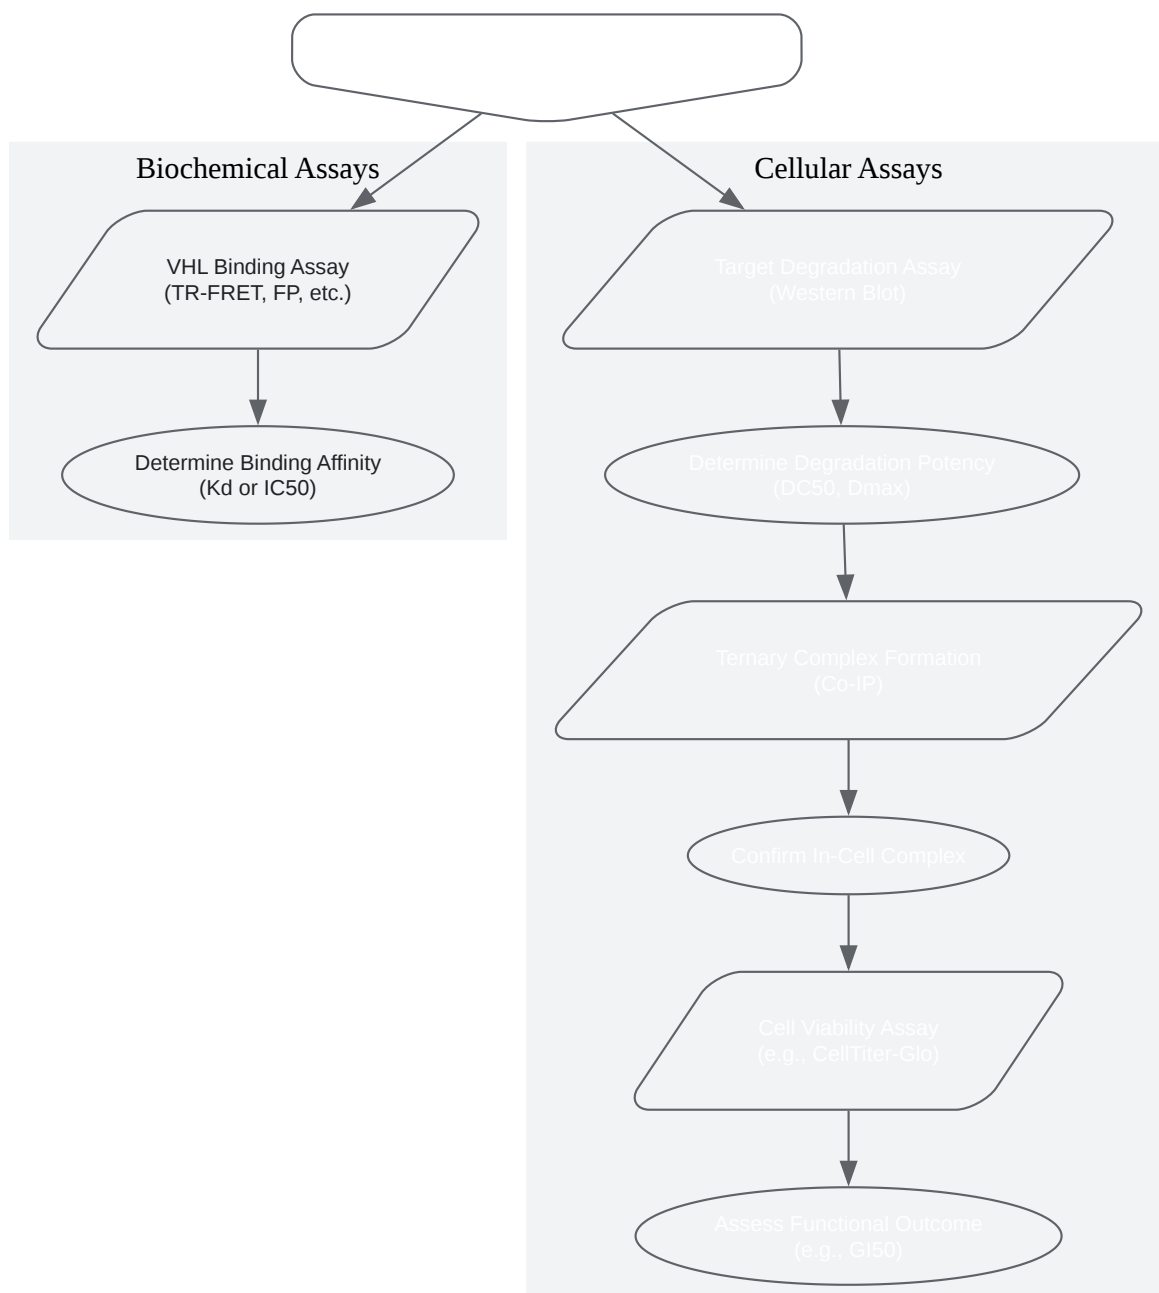 Biochemical Assays
VHL Binding Assay
(TR-FRET, FP, etc.)
Determine Binding Affinity
(Kd or IC50)
Cellular Assays
Target Degradation Assay
(Western Blot)
Determine Degradation Potency
(DC50, Dmax)
Ternary Complex Formation
(Co-IP)
Confirm In-Cell Complex
Cell Viability Assay
(e.g., CellTiter-Glo)
Assess Functional Outcome
(e.g., GI50)